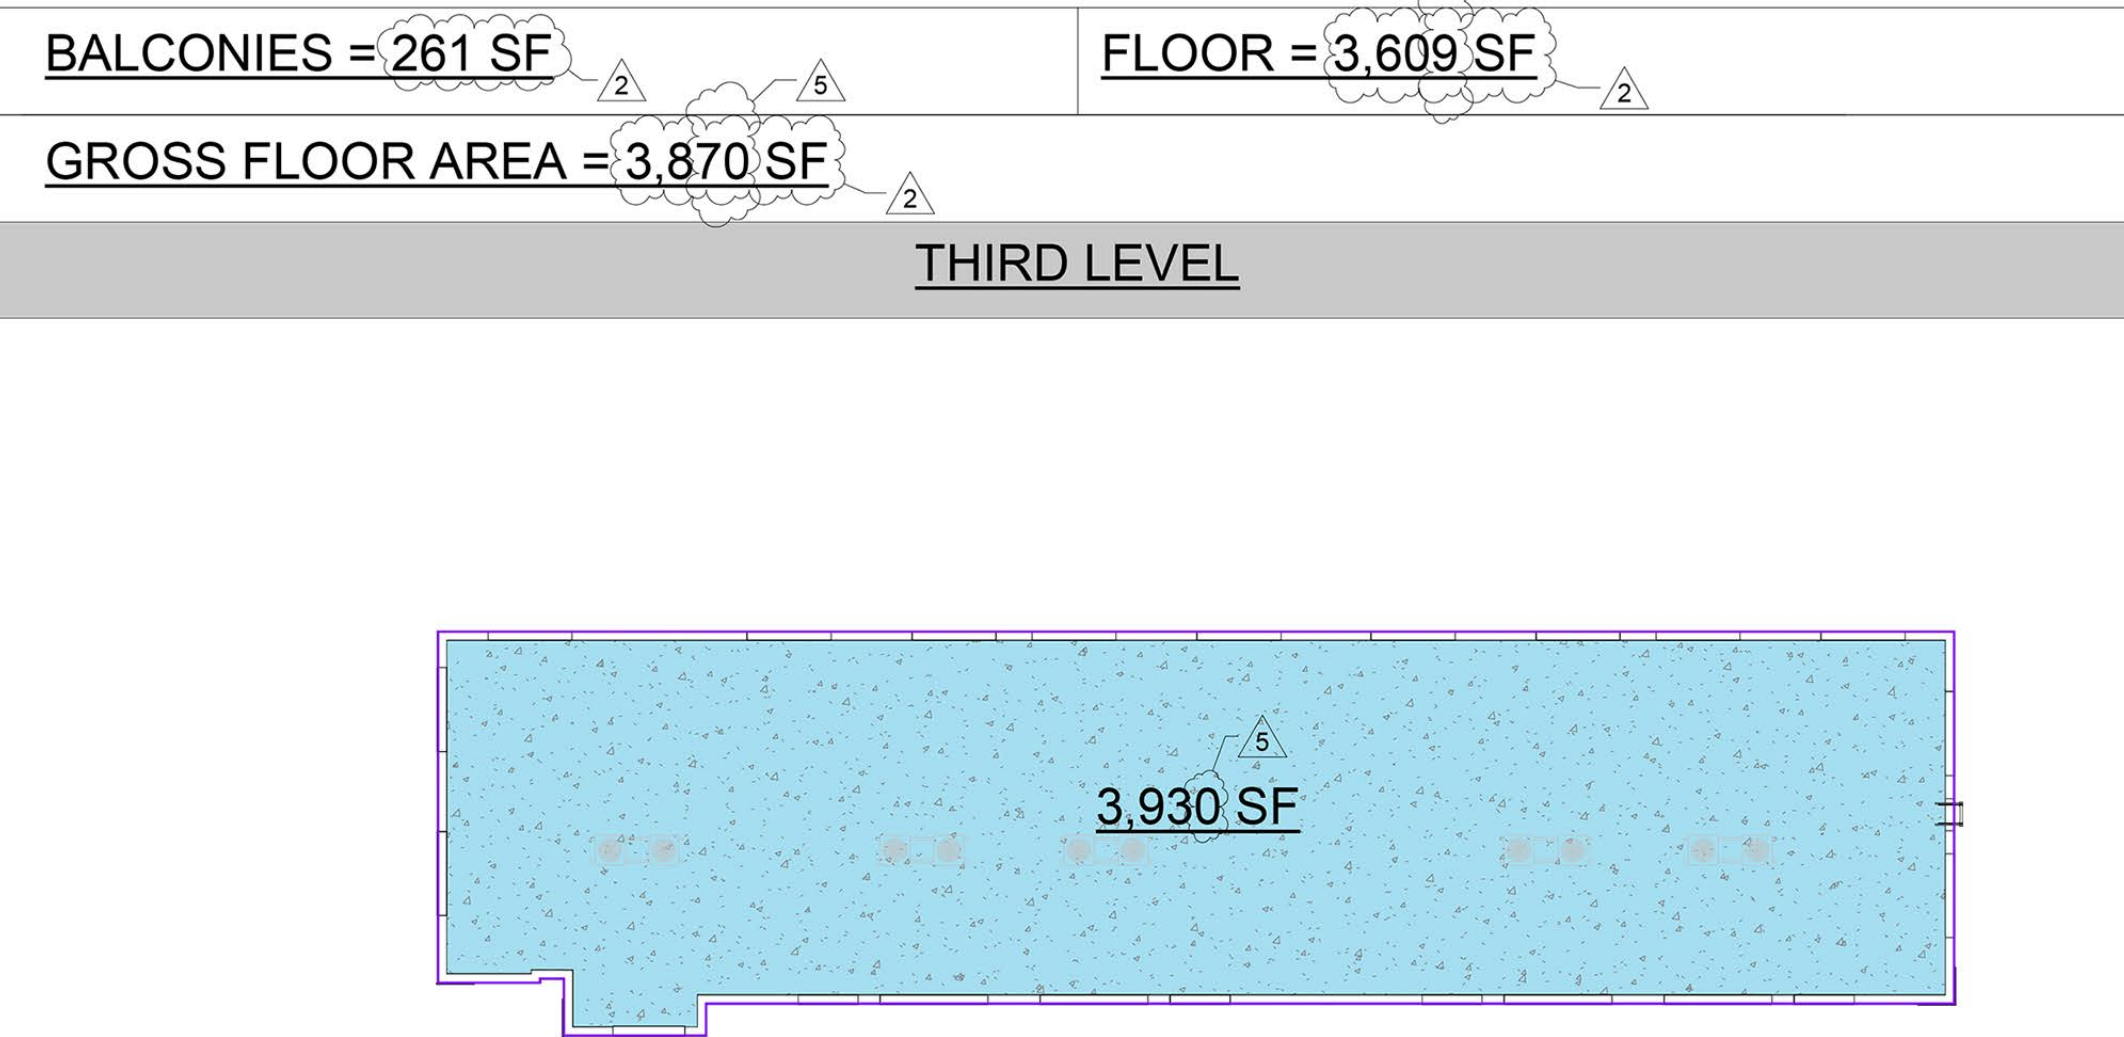 BALCONIES = 261 SF
2
5
FLOOR = 3,609 SF
2
GROSS FLOOR AREA = 3,870 SF
2
THIRD LEVEL
5
3,930 SF